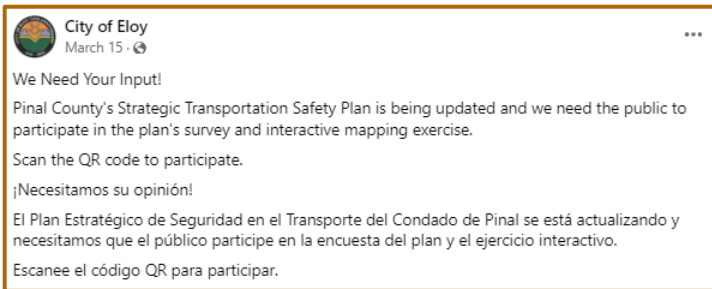 City of Eloy
March 15 ·
We Need Your Input!
Pinal County's Strategic Transportation Safety Plan is being updated and we need the public to
participate in the plan's survey and interactive mapping exercise.
Scan the QR code to participate.
¡Necesitamos su opinión!
El Plan Estratégico de Seguridad en el Transporte del Condado de Pinal se está actualizando y
necesitamos que el público participe en la encuesta del plan y el ejercicio interactivo.
Escanee el código QR para participar.